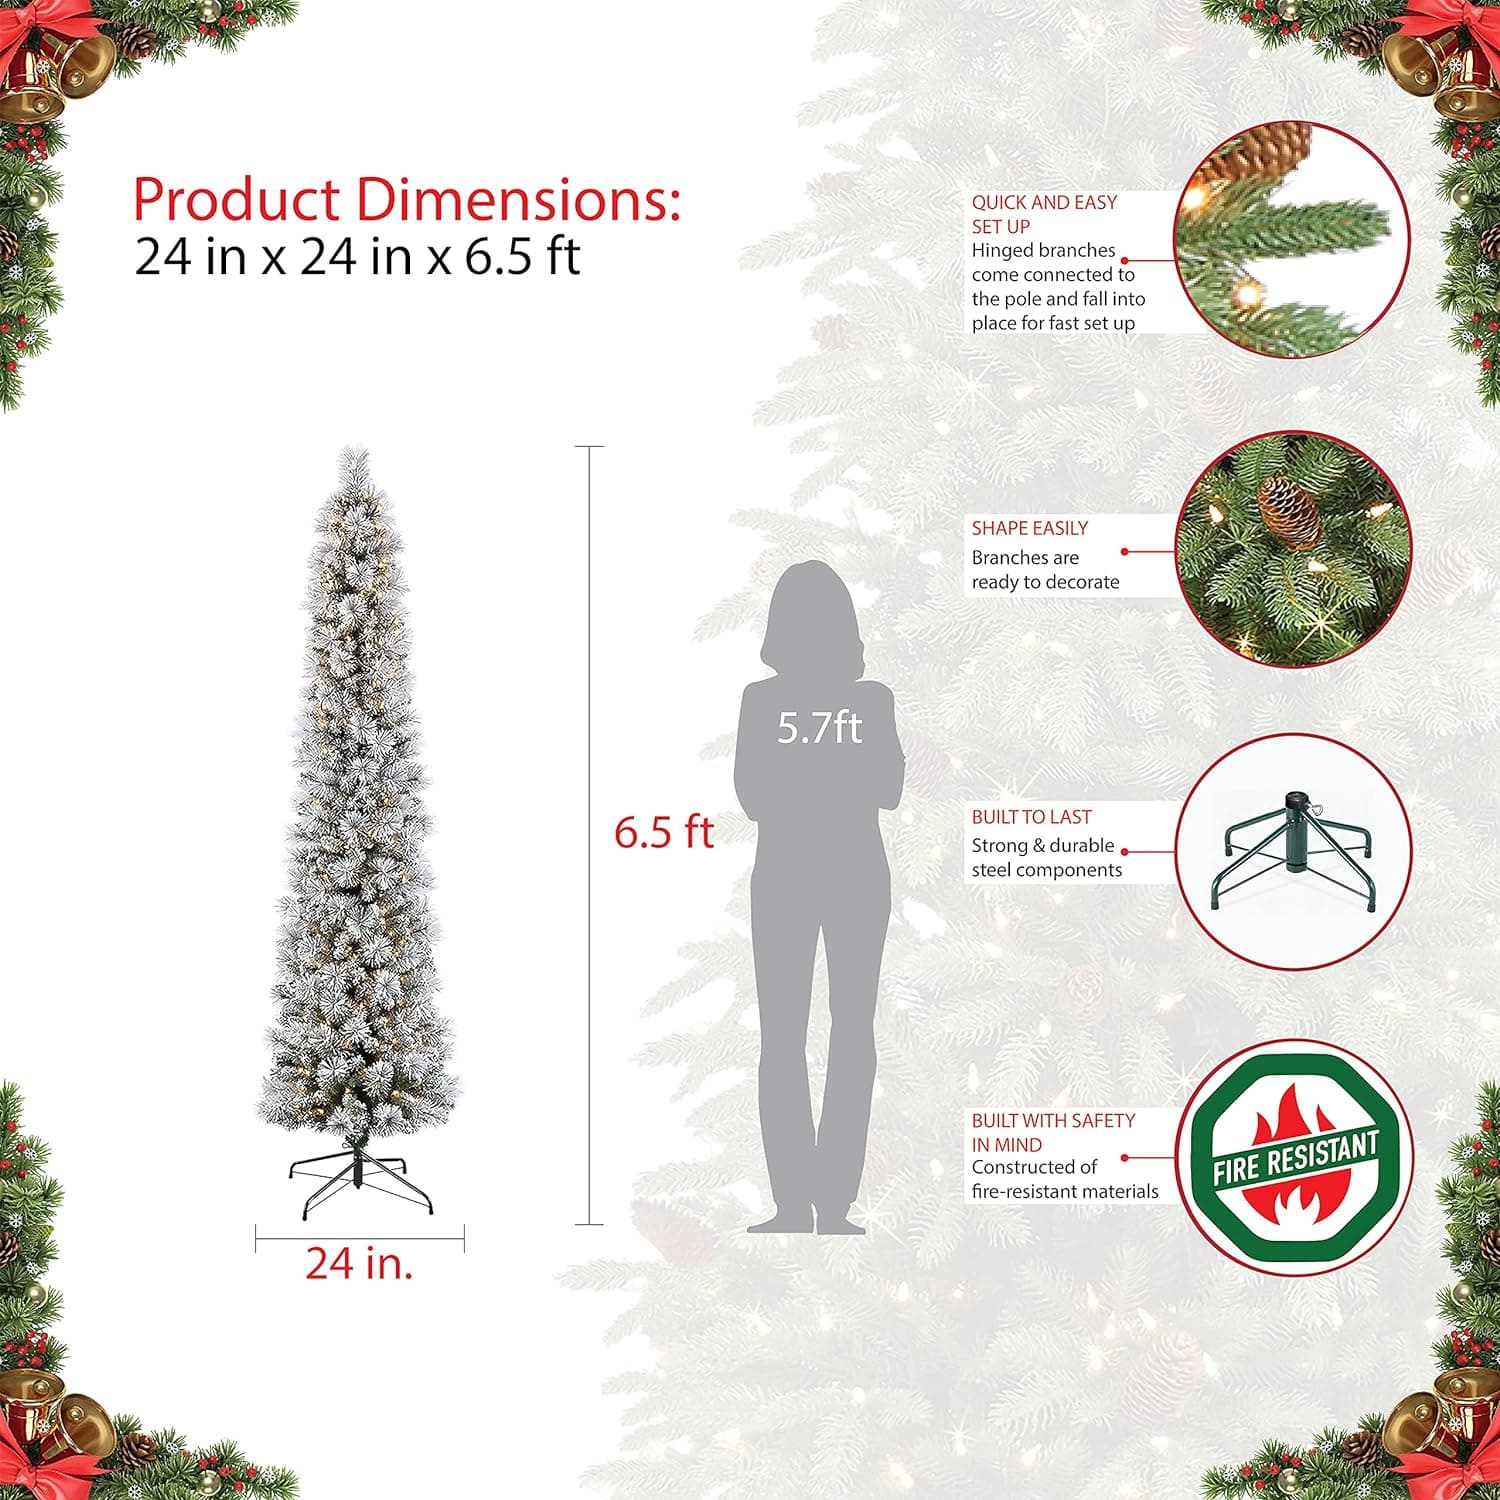 Product Dimensions:
24 in x 24 in x 6.5 ft
6.5 ft
24 in.
5.7ft
QUICK AND EASY
SET UP
Hinged branches
come connected to
the pole and fall into
place for fast set up
SHAPE EASILY
Branches are
ready to decorate
BUILT TO LAST
Strong & durable
steel components
BUILT WITH SAFETY
IN MIND
Constructed of
fire-resistant materials
FIRE RESISTANT